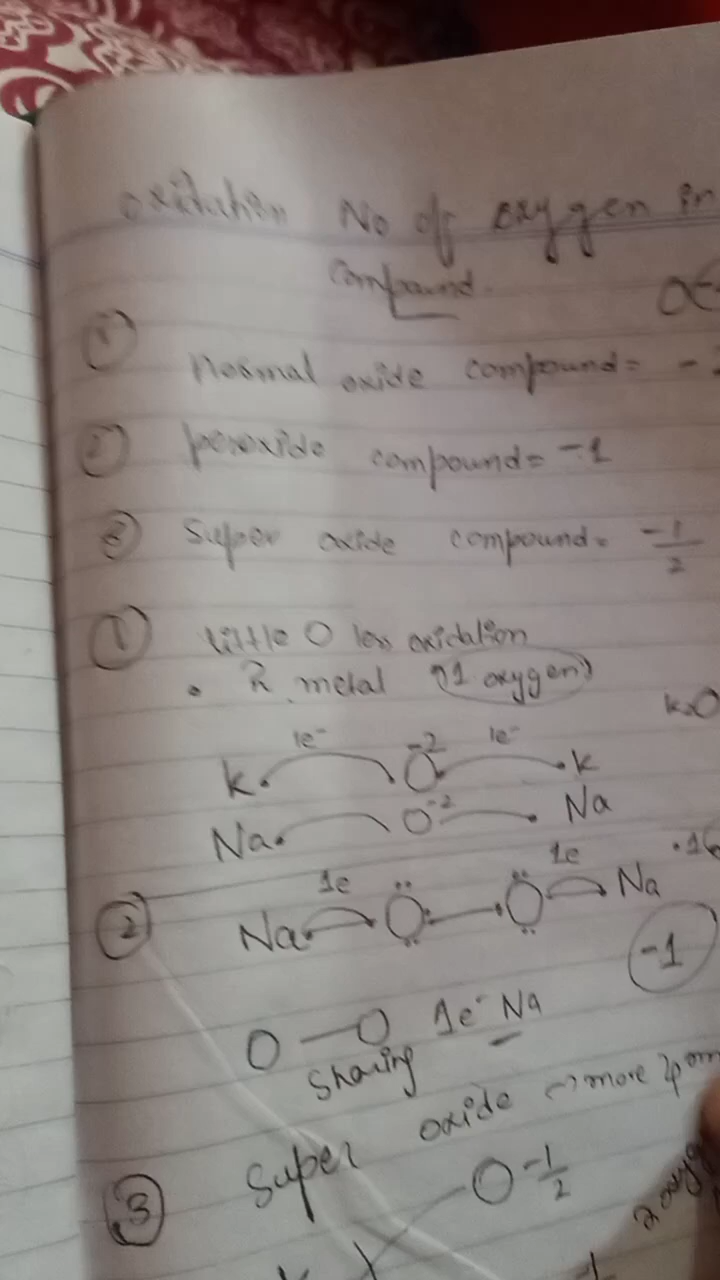 oxidation No of oxygen in
compound.
①
normal oxide compound = -
② peroxide compound = -1
③ Super oxide compound = -1/2
① little O less oxidation
• 2 metal 1 oxygen
K 1e⁻ O -2 1e⁻ K
Na O -2 Na
② Na 1e O O 1e Na
-1
O — O 1e⁻ Na
Sharing
③ Super oxide → more
O -1/2